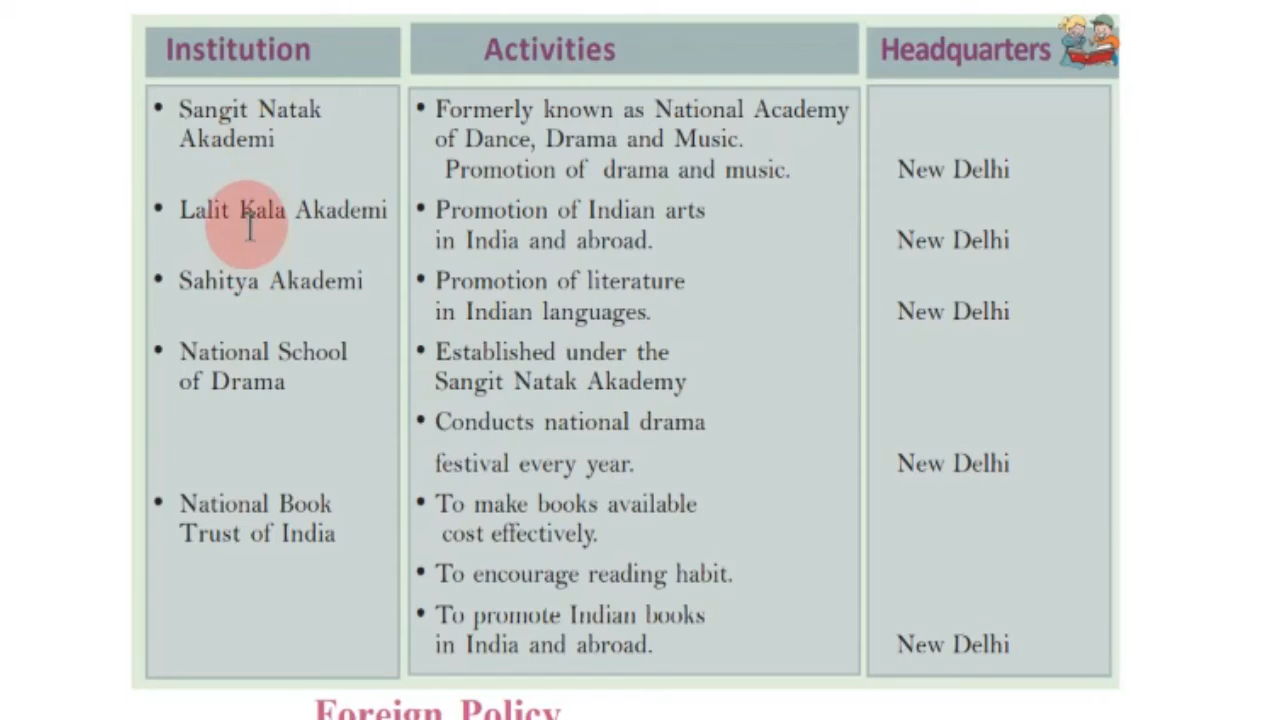 Institution
Activities
Headquarters
• Sangit Natak
Akademi
• Formerly known as National Academy
of Dance, Drama and Music.
Promotion of drama and music.
New Delhi
• Lalit Kala Akademi
• Promotion of Indian arts
in India and abroad.
New Delhi
• Sahitya Akademi
• Promotion of literature
in Indian languages.
New Delhi
• National School
of Drama
• Established under the
Sangit Natak Akademy
• Conducts national drama
festival every year.
New Delhi
• National Book
Trust of India
• To make books available
cost effectively.
• To encourage reading habit.
• To promote Indian books
in India and abroad.
New Delhi
Foreign Policy